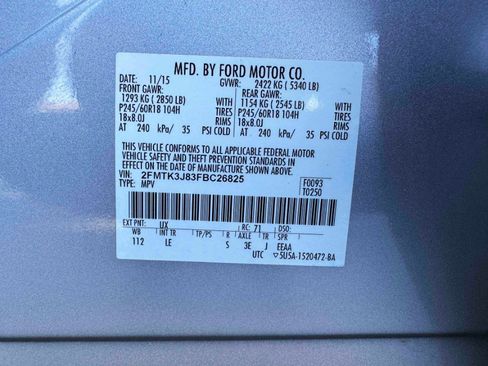 MFD. BY FORD MOTOR CO.
DATE: 11/15 GVWR: 2422 KG ( 5340 LB)
FRONT GAWR: REAR GAWR:
1293 KG ( 2850 LB) WITH 1154 KG ( 2545 LB) WITH
P245/60R18 104H TIRES P245/60R18 104H TIRES
18x8.0J RIMS 18x8.0J RIMS
AT 240 kPa/ 35 PSI COLD AT 240 kPa/ 35 PSI COLD
THIS VEHICLE CONFORMS TO ALL APPLICABLE FEDERAL MOTOR
VEHICLE SAFETY AND THEFT PREVENTION STANDARDS IN
EFFECT ON THE DATE OF MANUFACTURE SHOWN ABOVE.
VIN: 2FMTK3J83FBC26825 F0093
TYPE: MPV T0250
EXT PNT: UX RC: 71 DSO:
WB INT TR TP/PS R AXLE TR SPR
112 LE S 3E J EEAA
UTC ▽5USA-1520472-BA